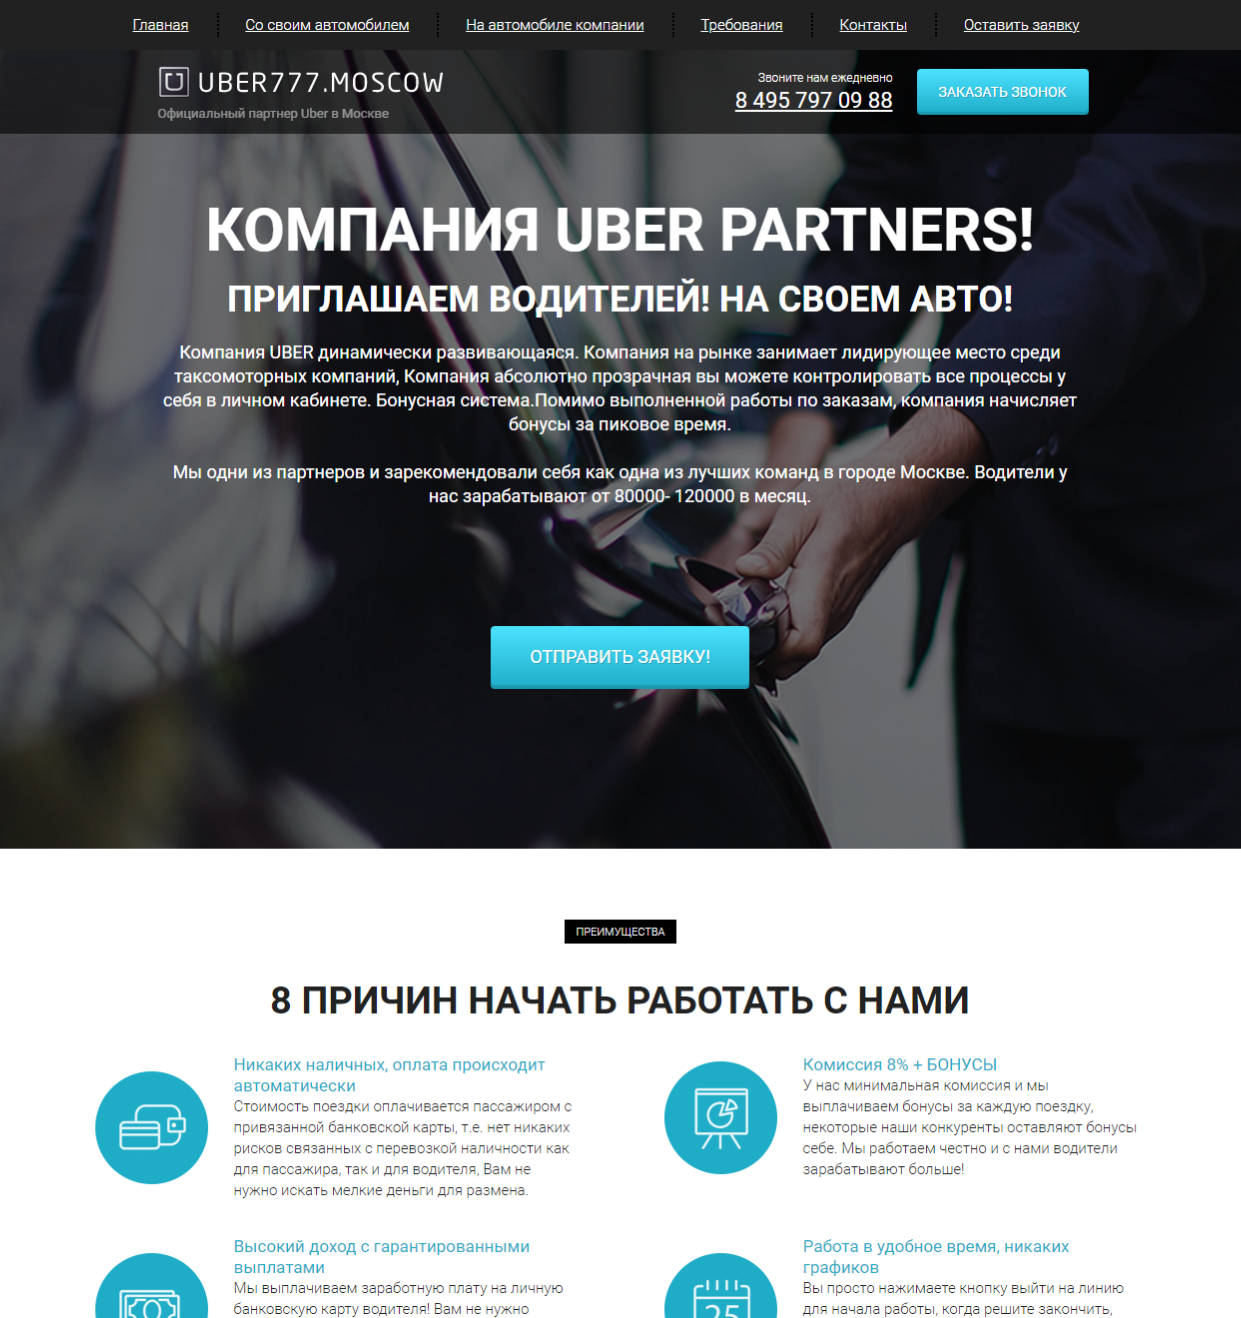 Главная
Со своим автомобилем
На автомобиле компании
Требования
Контакты
Оставить заявку
UBER777.MOSCOW
Официальный партнер Uber в Москве
Звоните нам ежедневно
8 495 797 09 88
ЗАКАЗАТЬ ЗВОНОК
КОМПАНИЯ UBER PARTNERS!
ПРИГЛАШАЕМ ВОДИТЕЛЕЙ! НА СВОЕМ АВТО!
Компания UBER динамически развивающаяся. Компания на рынке занимает лидирующее место среди
таксомоторных компаний, Компания абсолютно прозрачная вы можете контролировать все процессы у
себя в личном кабинете. Бонусная система.Помимо выполненной работы по заказам, компания начисляет
бонусы за пиковое время.
Мы одни из партнеров и зарекомендовали себя как одна из лучших команд в городе Москве. Водители у
нас зарабатывают от 80000- 120000 в месяц.
ОТПРАВИТЬ ЗАЯВКУ!
ПРЕИМУЩЕСТВА
8 ПРИЧИН НАЧАТЬ РАБОТАТЬ С НАМИ
Никаких наличных, оплата происходит
автоматически
Стоимость поездки оплачивается пассажиром с
привязанной банковской карты, т.е. нет никаких
рисков связанных с перевозкой наличности как
для пассажира, так и для водителя, Вам не
нужно искать мелкие деньги для размена.
Комиссия 8% + БОНУСЫ
У нас минимальная комиссия и мы
выплачиваем бонусы за каждую поездку,
некоторые наши конкуренты оставляют бонусы
себе. Мы работаем честно и с нами водители
зарабатывают больше!
Высокий доход с гарантированными
выплатами
Мы выплачиваем заработную плату на личную
банковскую карту водителя! Вам не нужно
25
Работа в удобное время, никаких
графиков
Вы просто нажимаете кнопку выйти на линию
для начала работы, когда решите закончить,